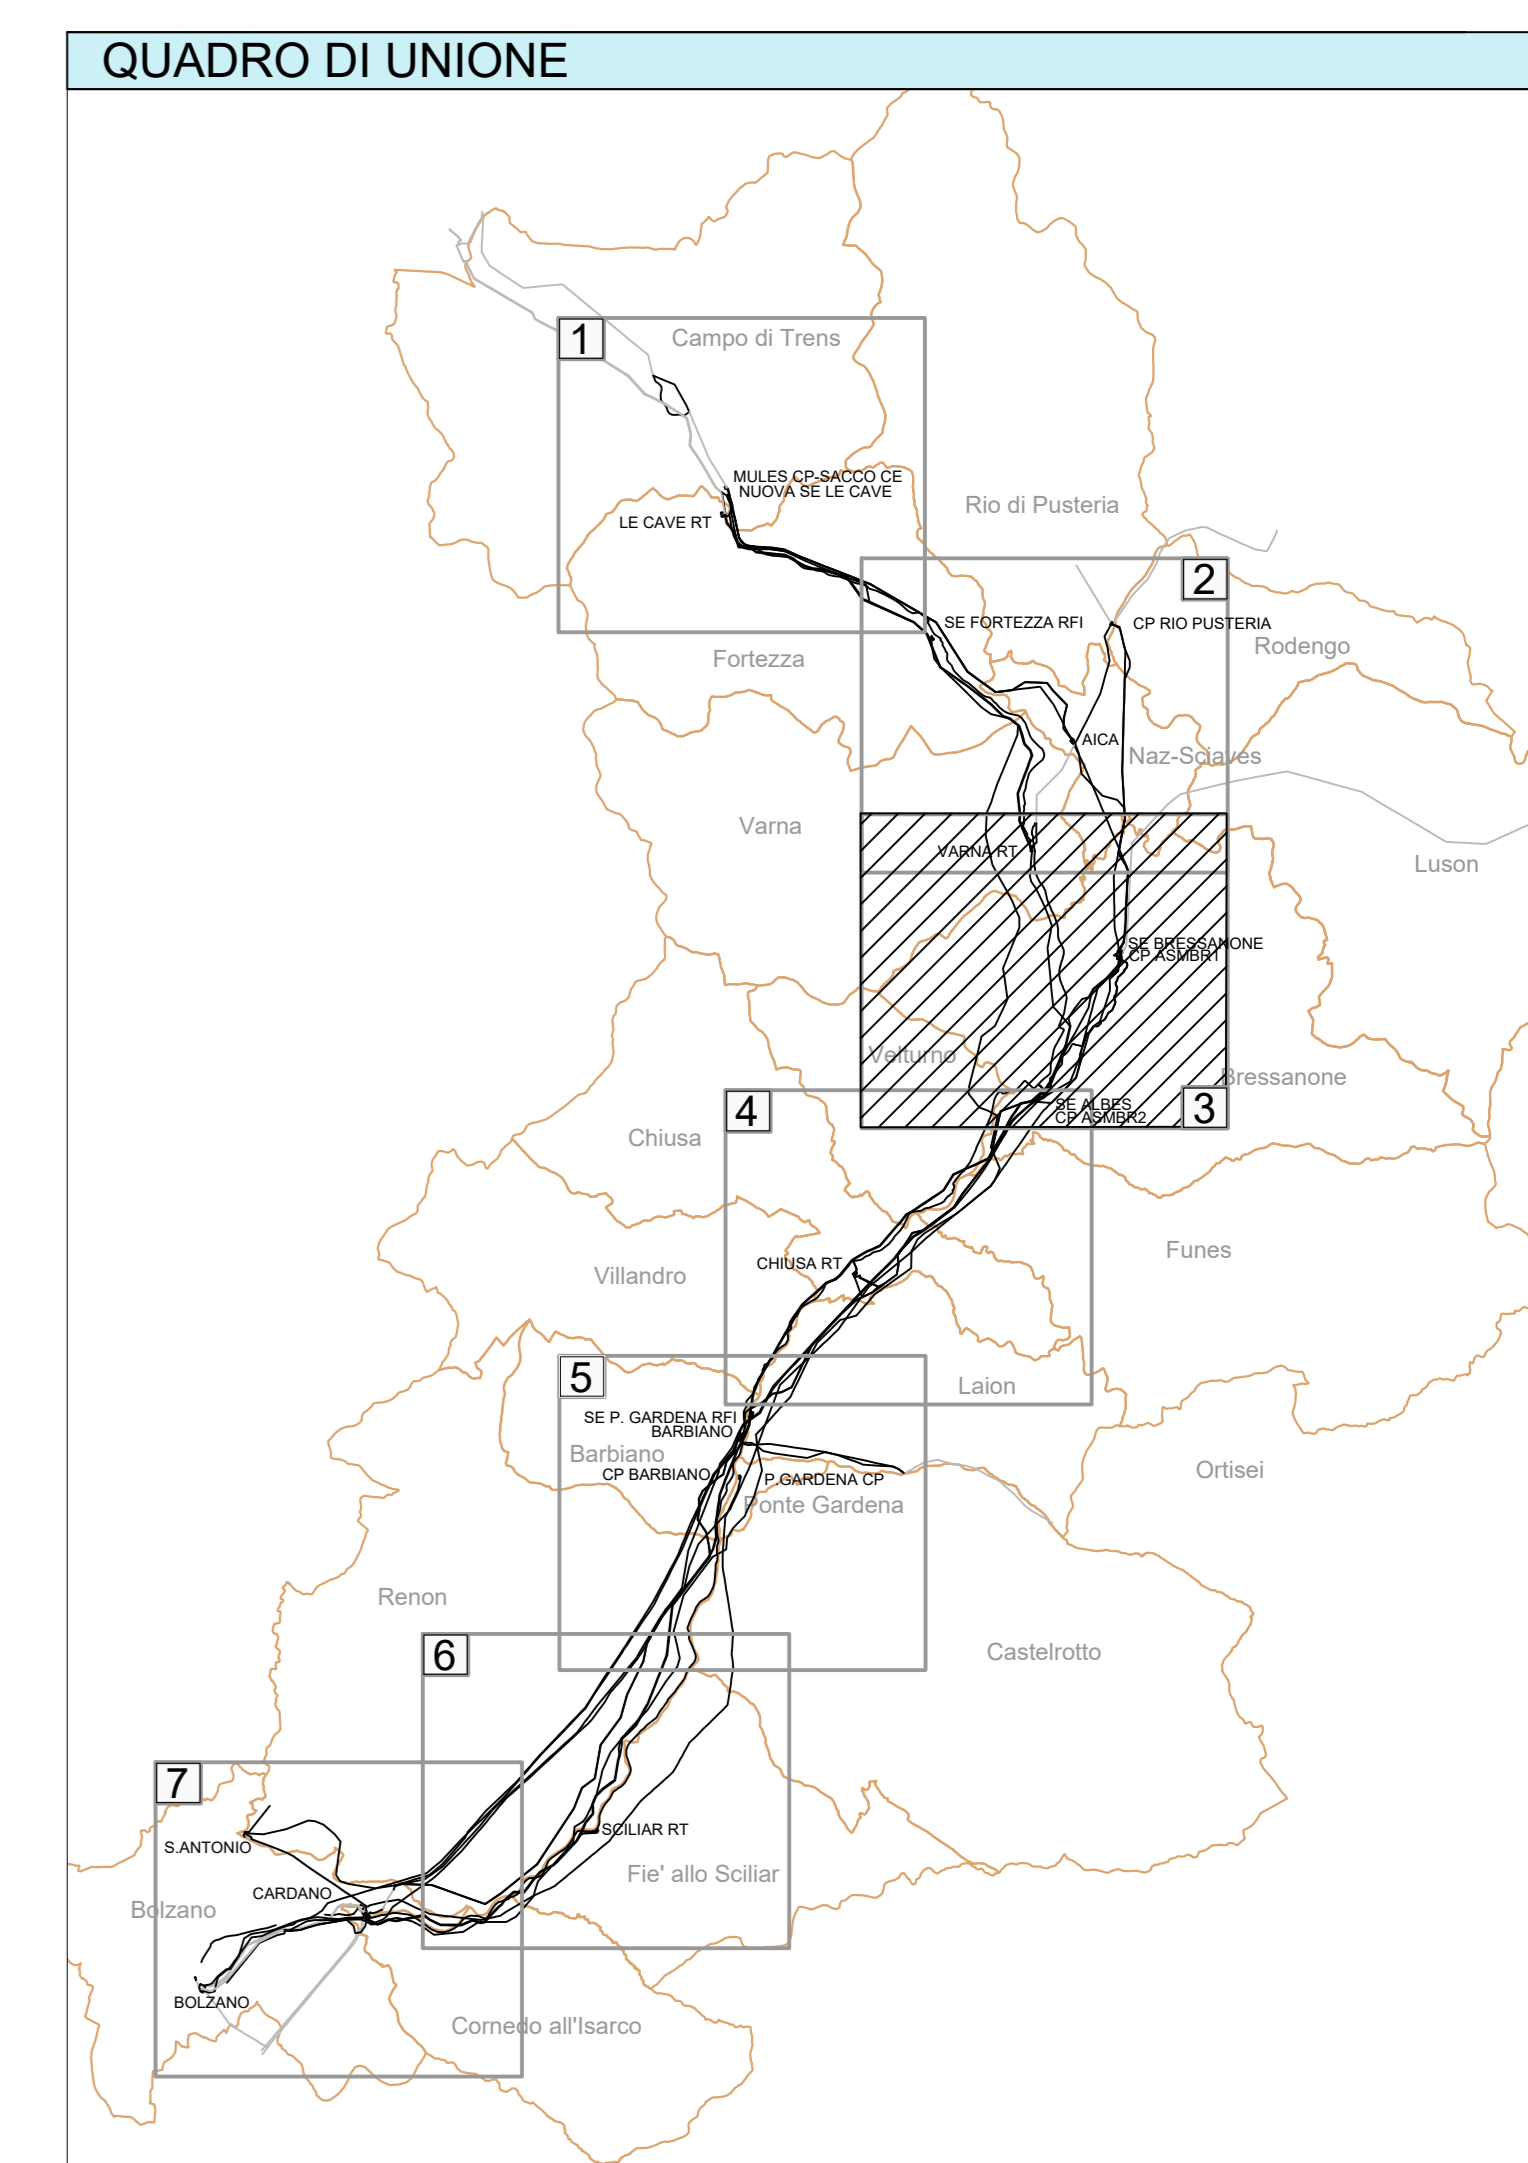 QUADRO DI UNIONE
1
Campo di Trens
MULES CP-SACCO CE
NUOVA SE LE CAVE
LE CAVE RT
Rio di Pusteria
2
SE FORTEZZA RFI
CP RIO PUSTERIA
Rodengo
Fortezza
AICA
Naz-Sciaves
Varna
VARNA RT
Luson
SE BRESSANONE
CP ASMBR1
Velturno
Bressanone
4
SE ALBES
CP ASMBR2
3
Chiusa
Funes
CHIUSA RT
Villandro
5
Laion
SE P. GARDENA RFI
BARBIANO
Barbiano
CP BARBIANO
P.GARDENA CP
Ponte Gardena
Ortisei
Renon
6
Castelrotto
7
S.ANTONIO
SCILIAR RT
Fie' allo Sciliar
CARDANO
Bolzano
BOLZANO
Cornedo all'Isarco